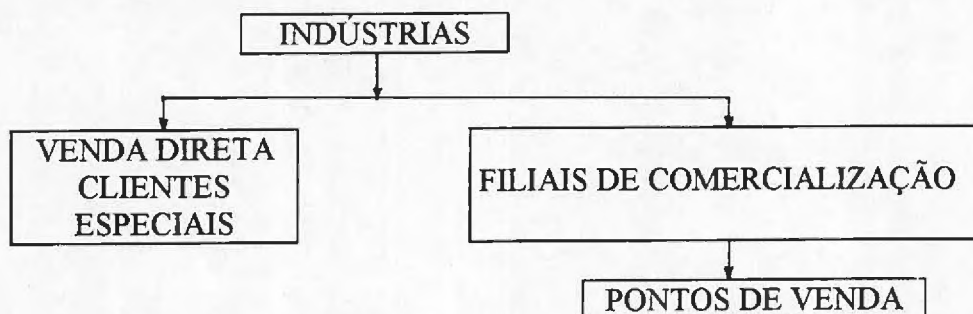 INDÚSTRIAS
VENDA DIRETA
CLIENTES
ESPECIAIS
FILIAIS DE COMERCIALIZAÇÃO
PONTOS DE VENDA